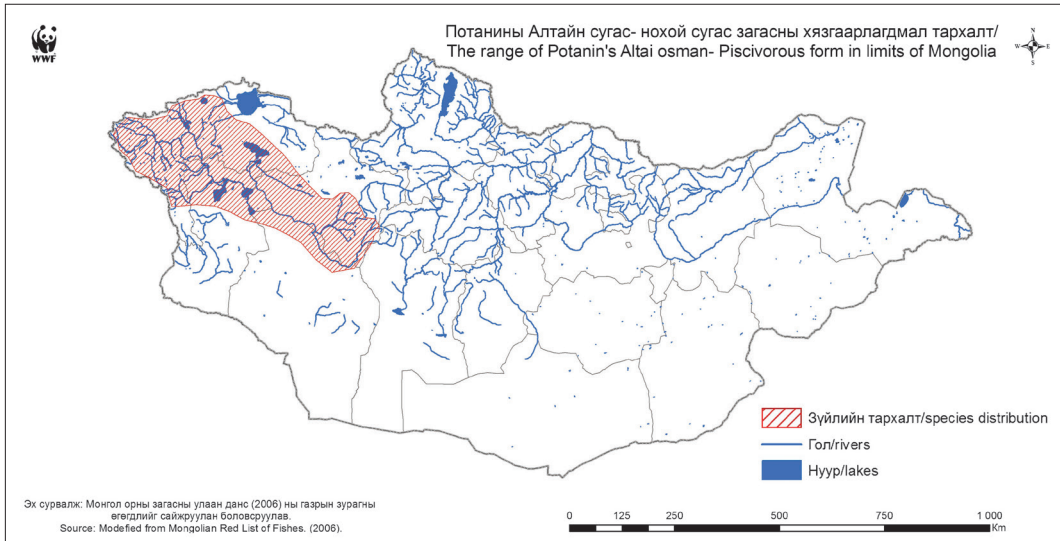 WWF
Потанины Алтайн сугас- нохой сугас загасны хязгаарлагдмал тархалт/
The range of Potanin's Altai osman- Piscivorous form in limits of Mongolia
N
W
E
S
Зүйлийн тархалт/species distribution
Гол/rivers
Нуур/lakes
Эх сурвалж: Монгол орны загасны улаан данс (2006) ны газрын зурагны
өгөгдлийг сайжруулан боловсруулав.
Source: Modefied from Mongolian Red List of Fishes. (2006).
0 125 250 500 750 1 000
Km